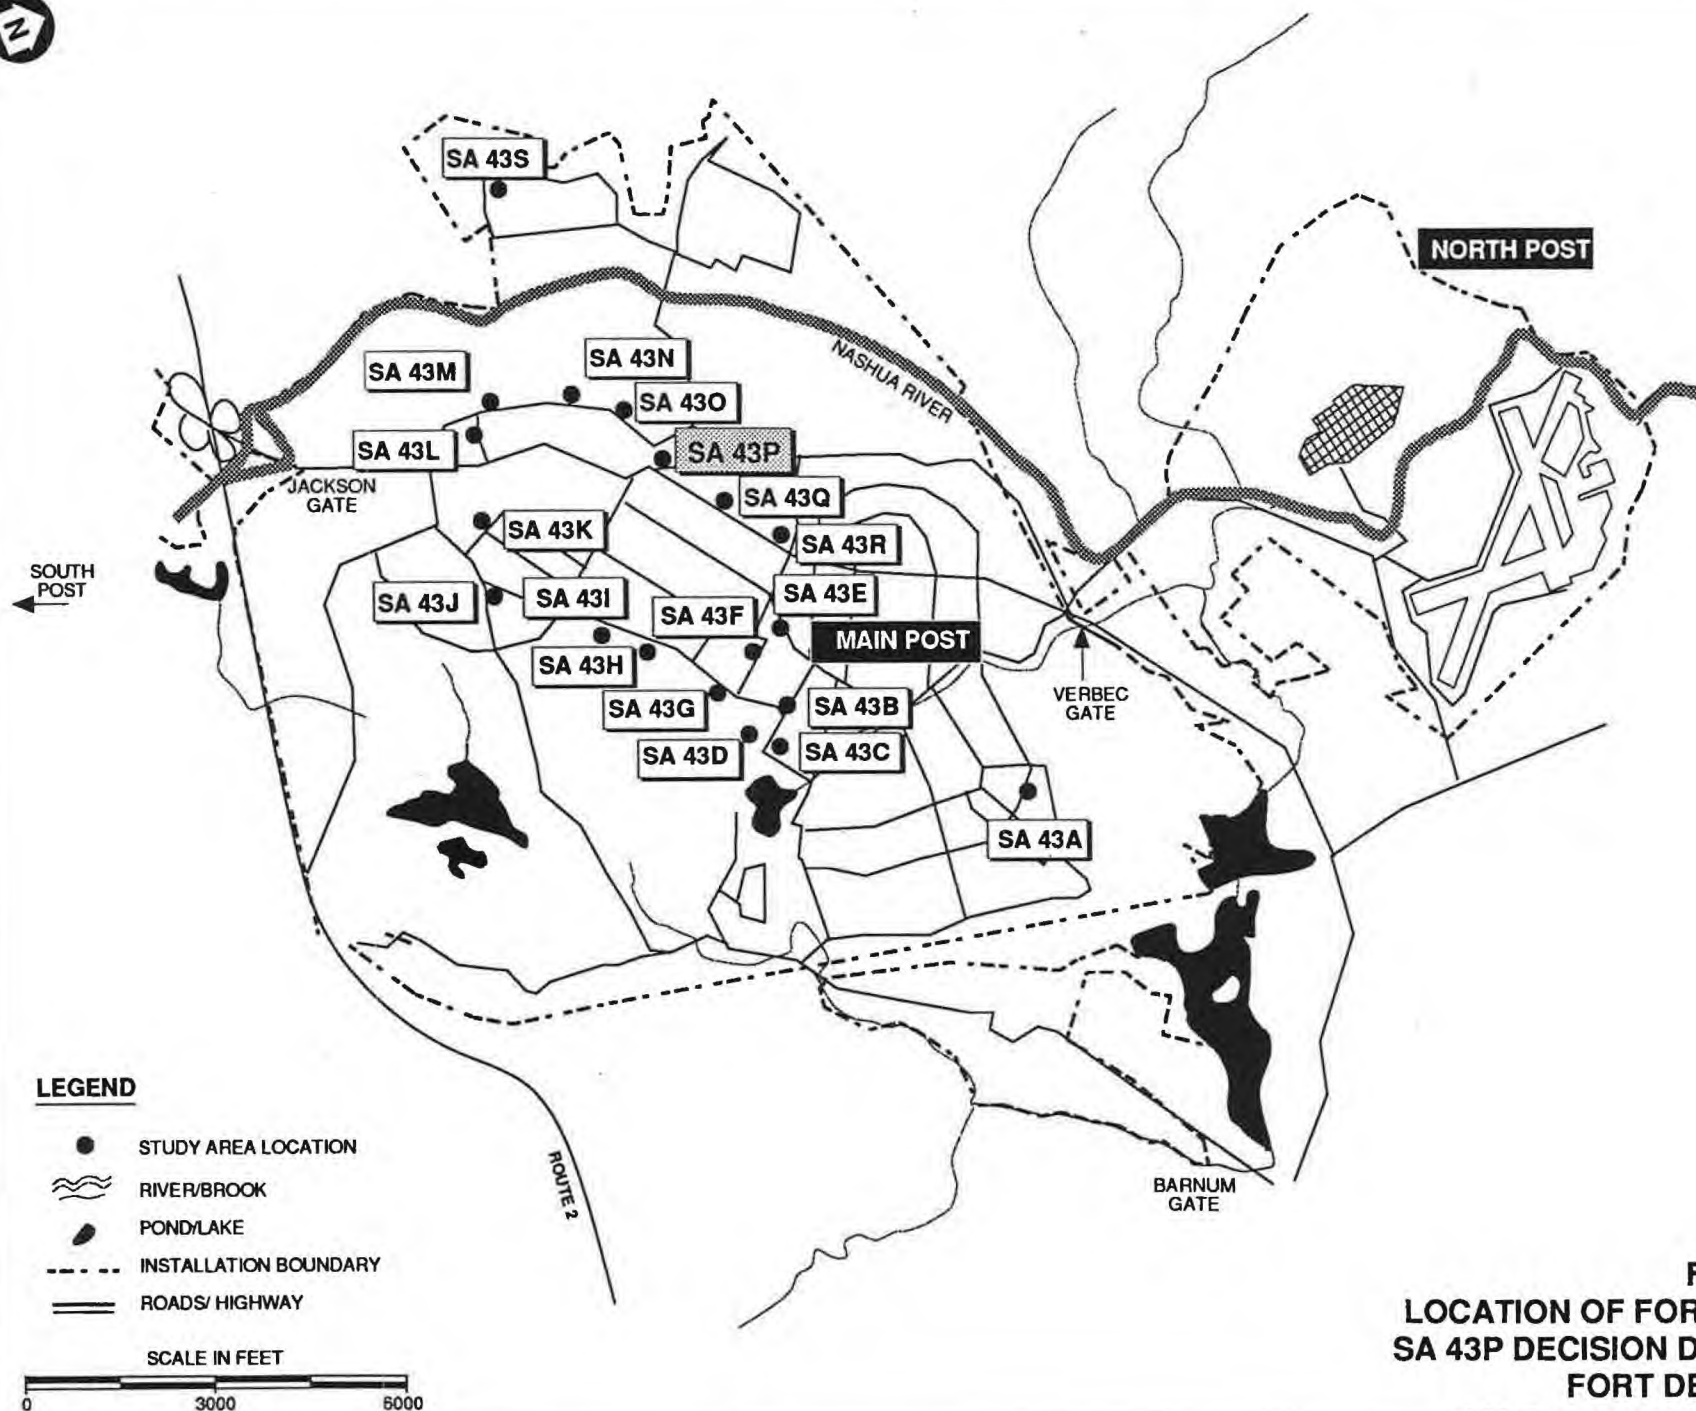 N
SA 43S
NORTH POST
SA 43N
SA 43M
SA 43O
NASHUA RIVER
SA 43L
SA 43P
JACKSON
GATE
SA 43Q
SA 43K
SA 43R
SOUTH
POST
SA 43J
SA 43I
SA 43E
SA 43F
MAIN POST
SA 43H
VERBEC
GATE
SA 43G
SA 43B
SA 43D
SA 43C
SA 43A
LEGEND
STUDY AREA LOCATION
RIVER/BROOK
POND/LAKE
INSTALLATION BOUNDARY
ROADS/ HIGHWAY
ROUTE 2
BARNUM
GATE
SCALE IN FEET
0 3000 6000
LOCATION OF FOR
SA 43P DECISION D
FORT DE